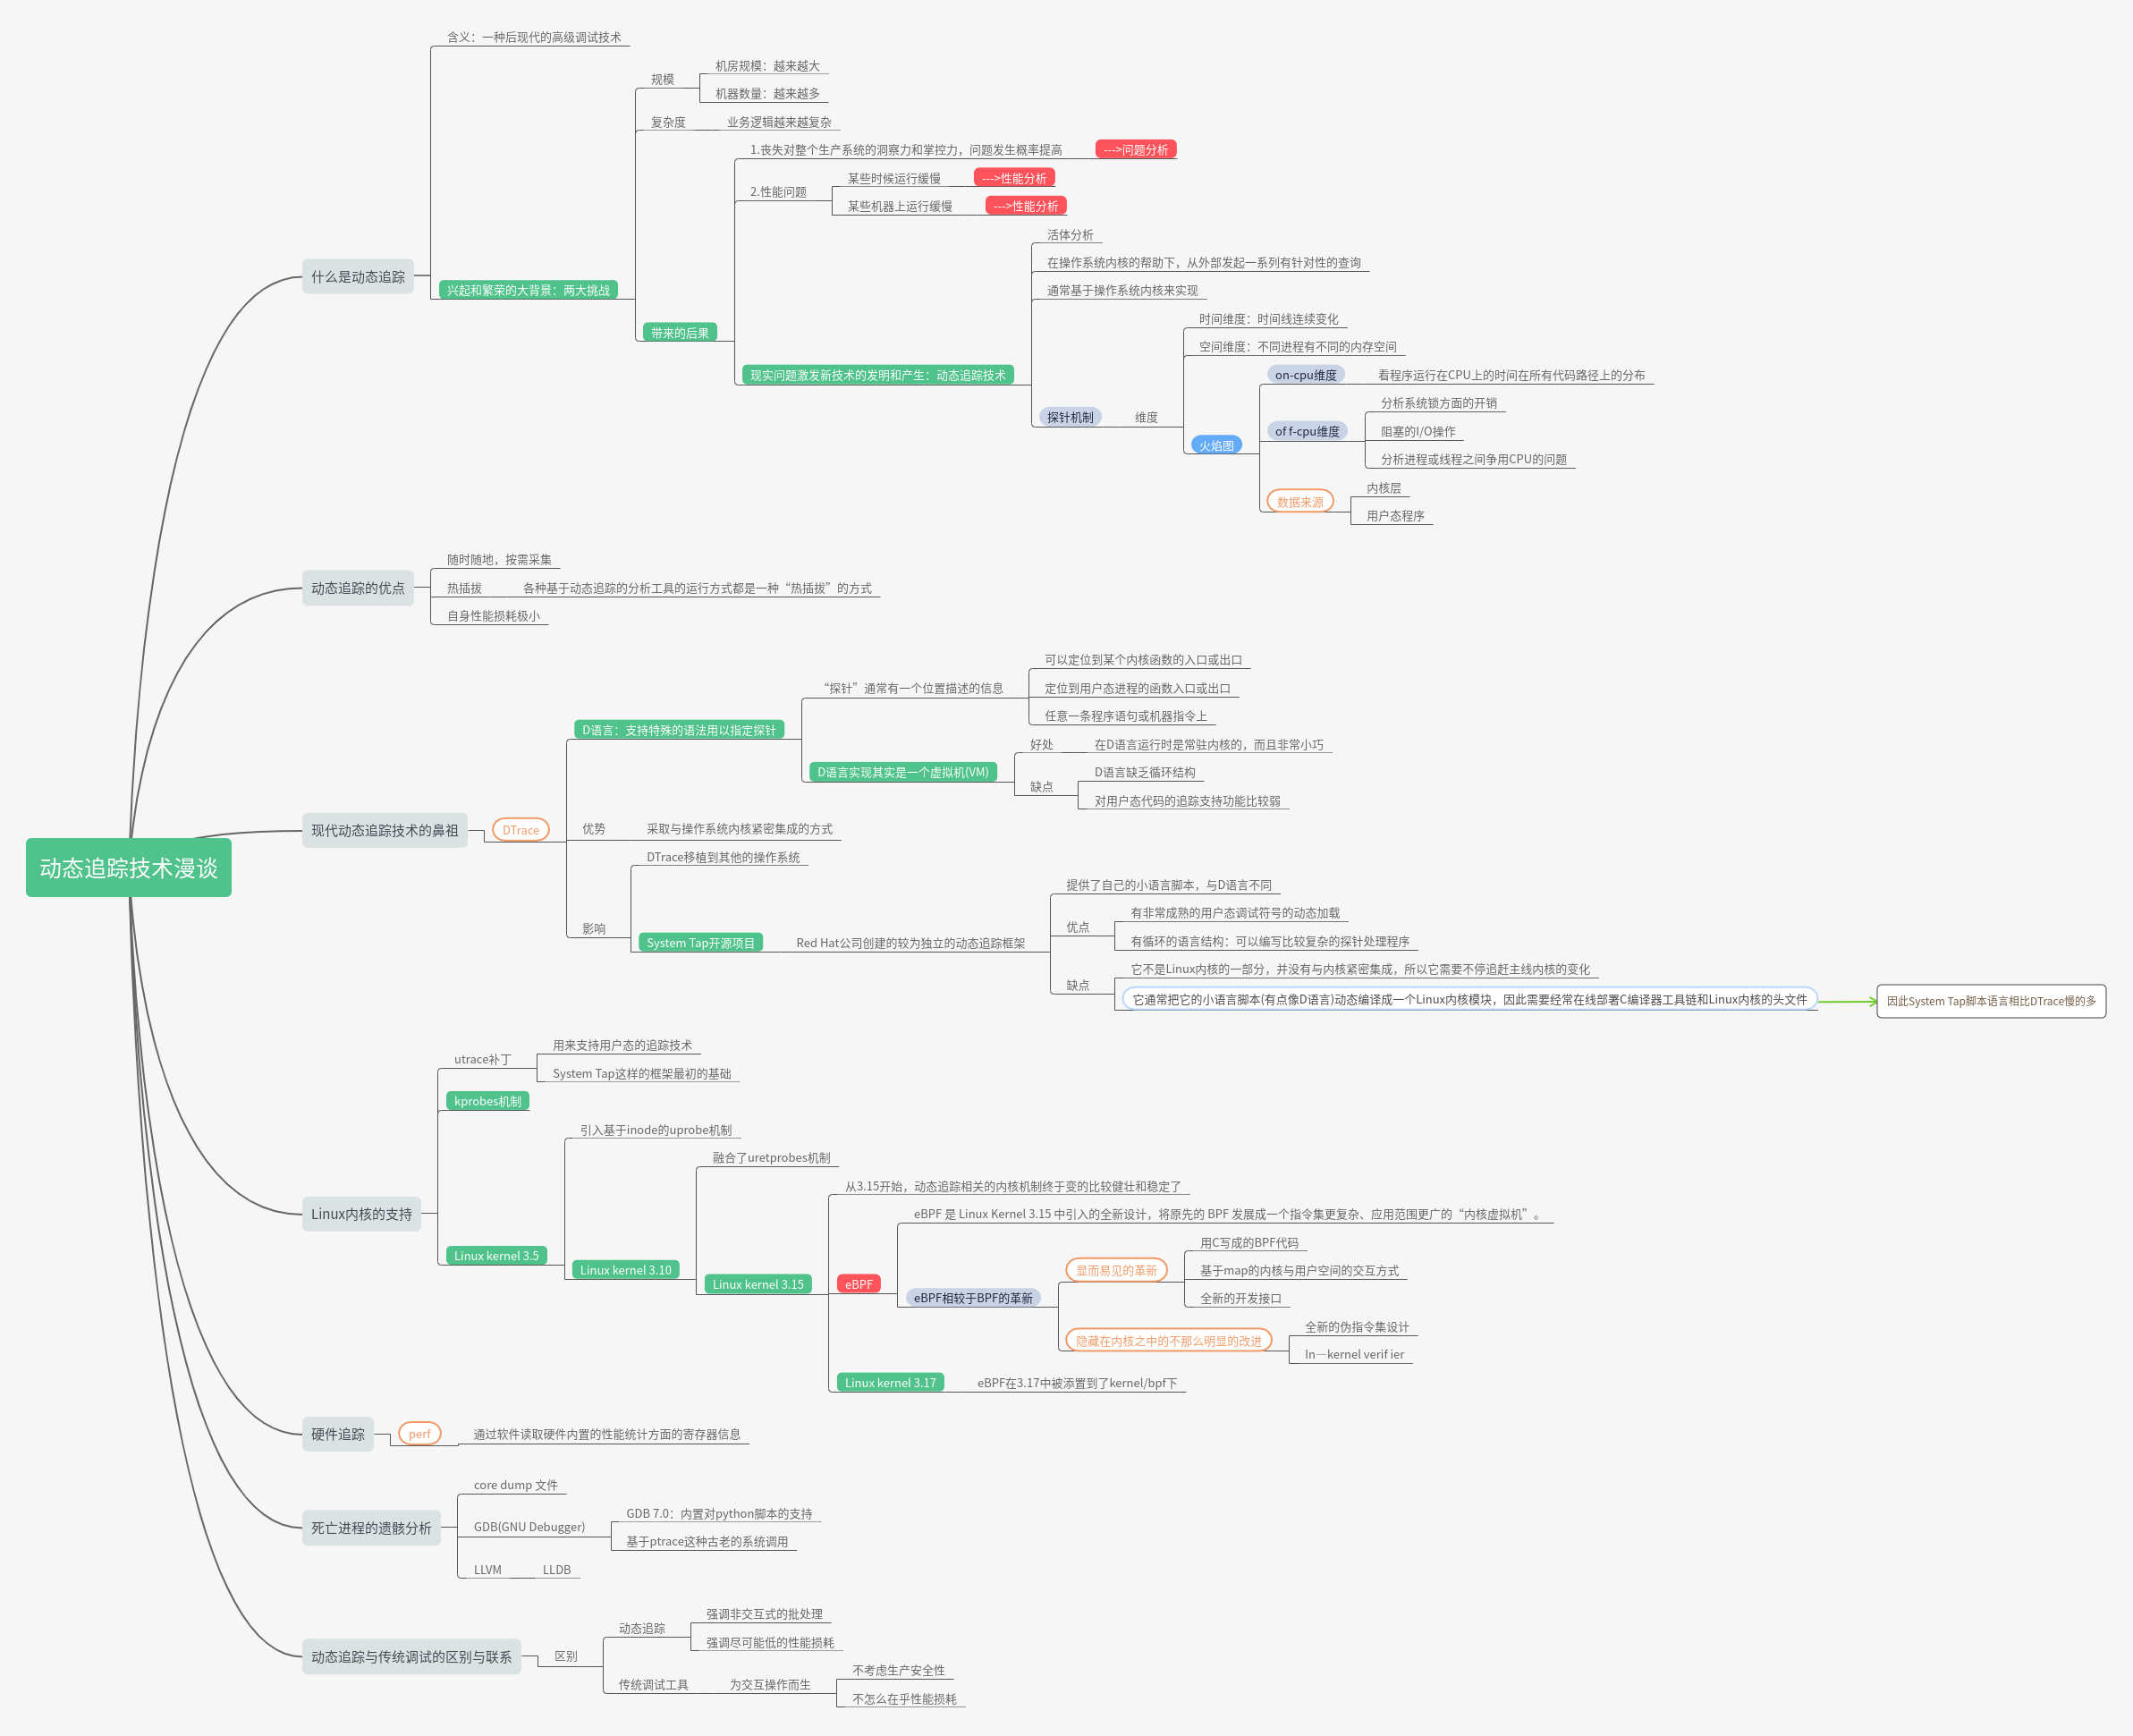 动态追踪技术漫谈
什么是动态追踪
含义：一种后现代的高级调试技术
兴起和繁荣的大背景：两大挑战
规模
机房规模：越来越大
机器数量：越来越多
复杂度
业务逻辑越来越复杂
带来的后果
1.丧失对整个生产系统的洞察力和掌控力，问题发生概率提高
--->问题分析
2.性能问题
某些时候运行缓慢
--->性能分析
某些机器上运行缓慢
--->性能分析
现实问题激发新技术的发明和产生：动态追踪技术
活体分析
在操作系统内核的帮助下，从外部发起一系列有针对性的查询
通常基于操作系统内核来实现
探针机制
维度
时间维度：时间线连续变化
空间维度：不同进程有不同的内存空间
火焰图
on-cpu维度
看程序运行在CPU上的时间在所有代码路径上的分布
of f-cpu维度
分析系统锁方面的开销
阻塞的I/O操作
分析进程或线程之间争用CPU的问题
数据来源
内核层
用户态程序
动态追踪的优点
随时随地，按需采集
热插拔
各种基于动态追踪的分析工具的运行方式都是一种“热插拔”的方式
自身性能损耗极小
现代动态追踪技术的鼻祖
DTrace
D语言：支持特殊的语法用以指定探针
“探针”通常有一个位置描述的信息
可以定位到某个内核函数的入口或出口
定位到用户态进程的函数入口或出口
任意一条程序语句或机器指令上
D语言实现其实是一个虚拟机(VM)
好处
在D语言运行时是常驻内核的，而且非常小巧
缺点
D语言缺乏循环结构
对用户态代码的追踪支持功能比较弱
优势
采取与操作系统内核紧密集成的方式
影响
DTrace移植到其他的操作系统
System Tap开源项目
Red Hat公司创建的较为独立的动态追踪框架
提供了自己的小语言脚本，与D语言不同
优点
有非常成熟的用户态调试符号的动态加载
有循环的语言结构：可以编写比较复杂的探针处理程序
缺点
它不是Linux内核的一部分，并没有与内核紧密集成，所以它需要不停追赶主线内核的变化
它通常把它的小语言脚本(有点像D语言)动态编译成一个Linux内核模块，因此需要经常在线部署C编译器工具链和Linux内核的头文件
因此System Tap脚本语言相比DTrace慢的多
Linux内核的支持
utrace补丁
用来支持用户态的追踪技术
System Tap这样的框架最初的基础
kprobes机制
Linux kernel 3.5
引入基于inode的uprobe机制
Linux kernel 3.10
融合了uretprobes机制
Linux kernel 3.15
从3.15开始，动态追踪相关的内核机制终于变的比较健壮和稳定了
eBPF
eBPF 是 Linux Kernel 3.15 中引入的全新设计，将原先的 BPF 发展成一个指令集更复杂、应用范围更广的“内核虚拟机”。
eBPF相较于BPF的革新
显而易见的革新
用C写成的BPF代码
基于map的内核与用户空间的交互方式
全新的开发接口
隐藏在内核之中的不那么明显的改进
全新的伪指令集设计
In—kernel verif ier
Linux kernel 3.17
eBPF在3.17中被添置到了kernel/bpf下
硬件追踪
perf
通过软件读取硬件内置的性能统计方面的寄存器信息
死亡进程的遗骸分析
core dump 文件
GDB(GNU Debugger)
GDB 7.0：内置对python脚本的支持
基于ptrace这种古老的系统调用
LLVM
LLDB
动态追踪与传统调试的区别与联系
区别
动态追踪
强调非交互式的批处理
强调尽可能低的性能损耗
传统调试工具
为交互操作而生
不考虑生产安全性
不怎么在乎性能损耗